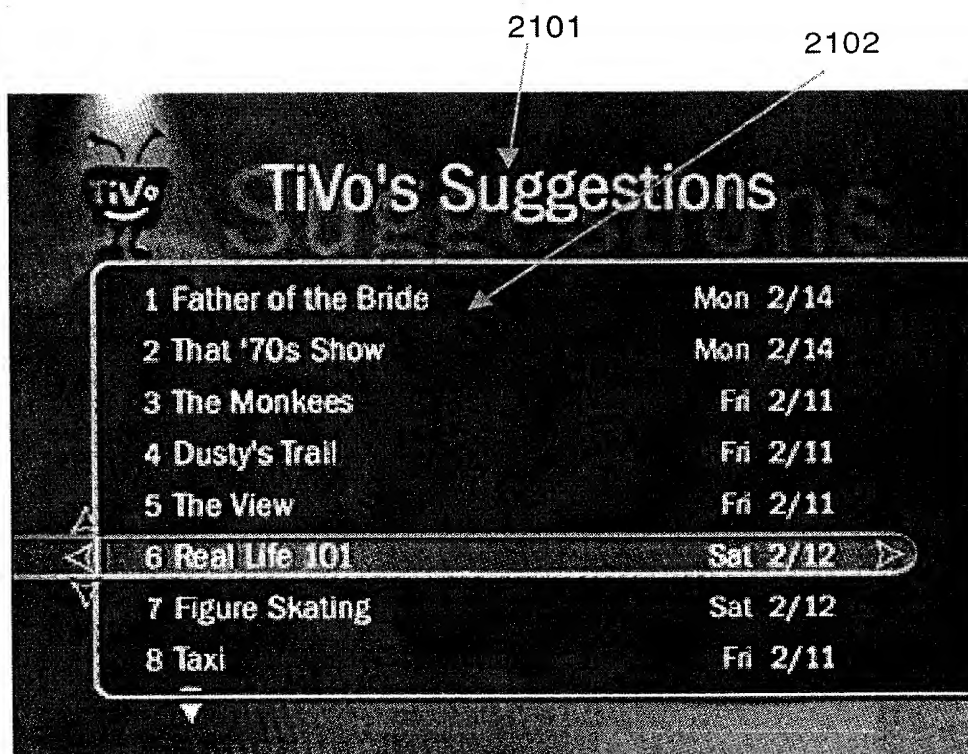 2101
2102
TiVo
TiVo's Suggestions
Suggestions
1 Father of the Bride Mon 2/14
2 That '70s Show Mon 2/14
3 The Monkees Fri 2/11
4 Dusty's Trail Fri 2/11
5 The View Fri 2/11
6 Real Life 101 Sat 2/12
7 Figure Skating Sat 2/12
8 Taxi Fri 2/11